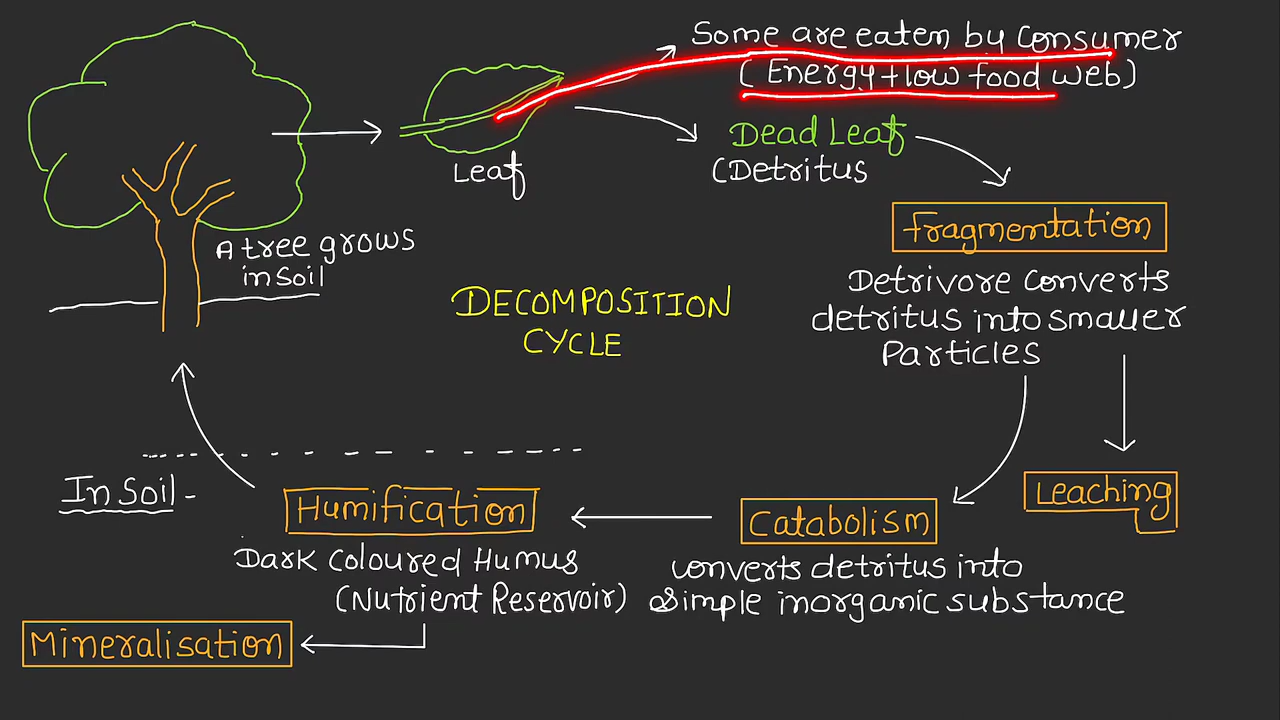 Some are eaten by Consumer
(Energy flow food web)
Dead Leaf
(Detritus
Leaf
Fragmentation
A tree grows
in soil
Detrivore converts
detritus into smaller
Particles
DECOMPOSITION
CYCLE
In Soil -
Leaching
Humification
Catabolism
Dark Coloured Humus
(Nutrient Reservoir)
converts detritus into
simple inorganic substance
Mineralisation